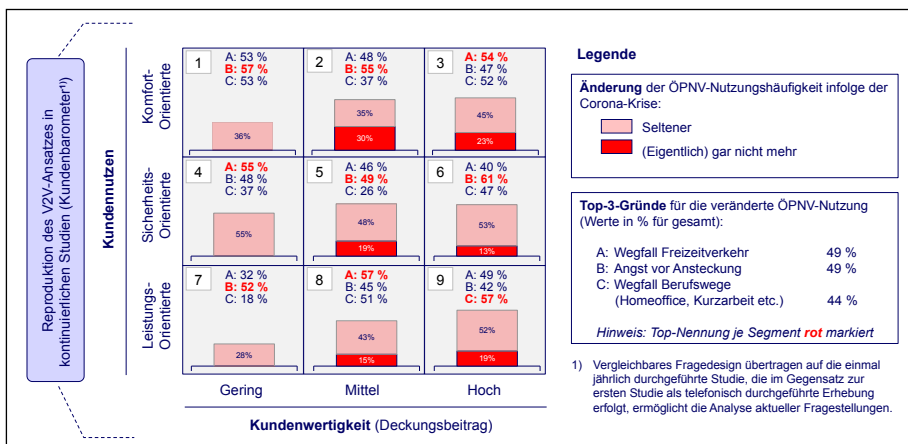 Reproduktion des V2V-Ansatzes in
kontinuierlichen Studien (Kundenbarometer¹⁾)
Kundennutzen
Komfort-
Orientierte
1
A: 53 %
B: 57 %
C: 53 %
36%
2
A: 48 %
B: 55 %
C: 37 %
35%
30%
3
A: 54 %
B: 47 %
C: 52 %
45%
23%
Sicherheits-
Orientierte
4
A: 55 %
B: 48 %
C: 37 %
55%
5
A: 46 %
B: 49 %
C: 26 %
48%
19%
6
A: 40 %
B: 61 %
C: 47 %
53%
13%
Leistungs-
Orientierte
7
A: 32 %
B: 52 %
C: 18 %
28%
8
A: 57 %
B: 45 %
C: 51 %
43%
15%
9
A: 49 %
B: 42 %
C: 57 %
52%
19%
Gering
Mittel
Hoch
Kundenwertigkeit (Deckungsbeitrag)
Legende
Änderung der ÖPNV-Nutzungshäufigkeit infolge der
Corona-Krise:
Seltener
(Eigentlich) gar nicht mehr
Top-3-Gründe für die veränderte ÖPNV-Nutzung
(Werte in % für gesamt):
A: Wegfall Freizeitverkehr 49 %
B: Angst vor Ansteckung 49 %
C: Wegfall Berufswege
(Homeoffice, Kurzarbeit etc.) 44 %
Hinweis: Top-Nennung je Segment rot markiert
1) Vergleichbares Fragedesign übertragen auf die einmal
jährlich durchgeführte Studie, die im Gegensatz zur
ersten Studie als telefonisch durchgeführte Erhebung
erfolgt, ermöglicht die Analyse aktueller Fragestellungen.